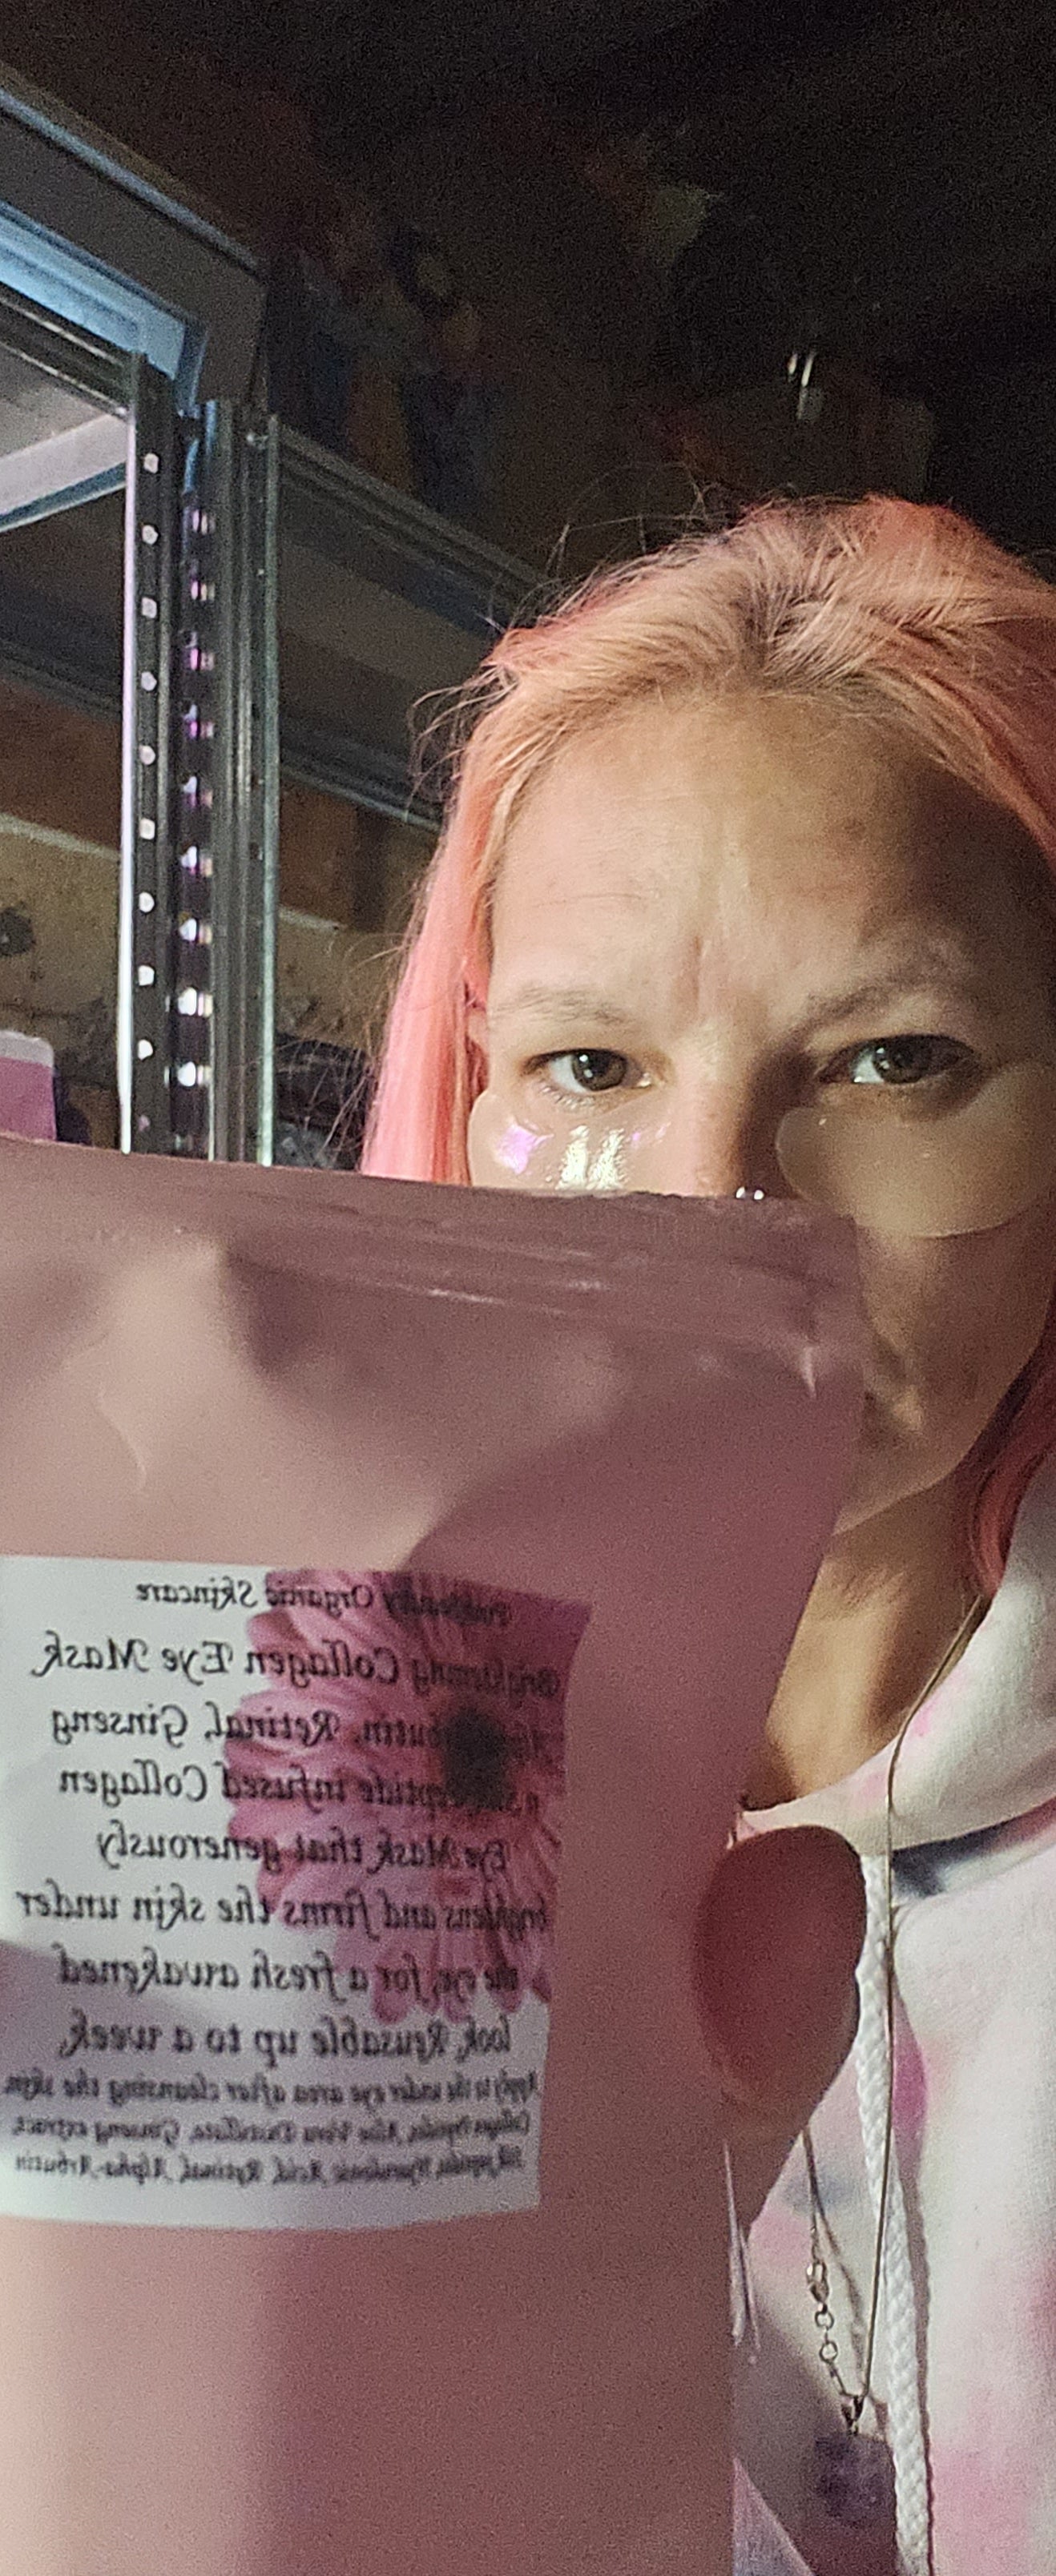 Organic Skincare
Brightening Collagen Eye Mask
Retinal, Ginseng
infused Collagen
Eye Mask that generously
brightens and firms the skin under
the eye, for a fresh awakened
look, Reusable up to a week,
Apply to the under eye area after cleansing the skin
Aloe Vera Distillate, Ginseng extract,
Hyaluronic Acid, Retinal, Alpha-Arbutin